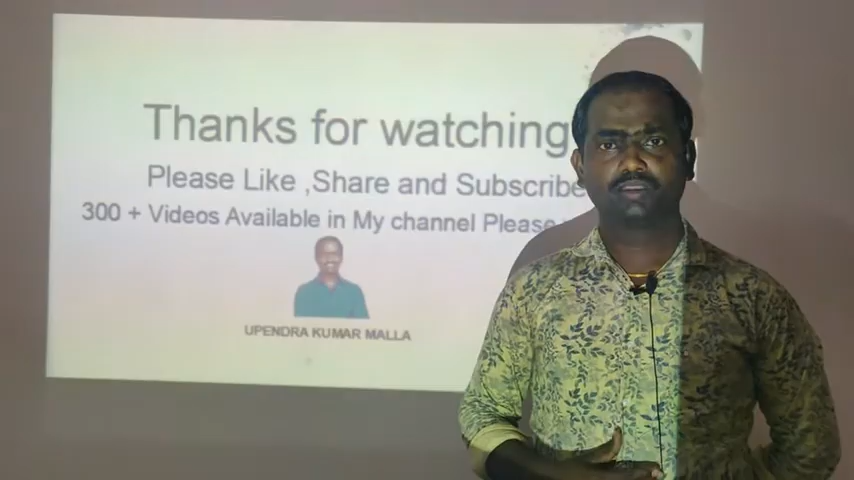 Thanks for watching
Please Like ,Share and Subscribe
300 + Videos Available in My channel Please
UPENDRA KUMAR MALLA